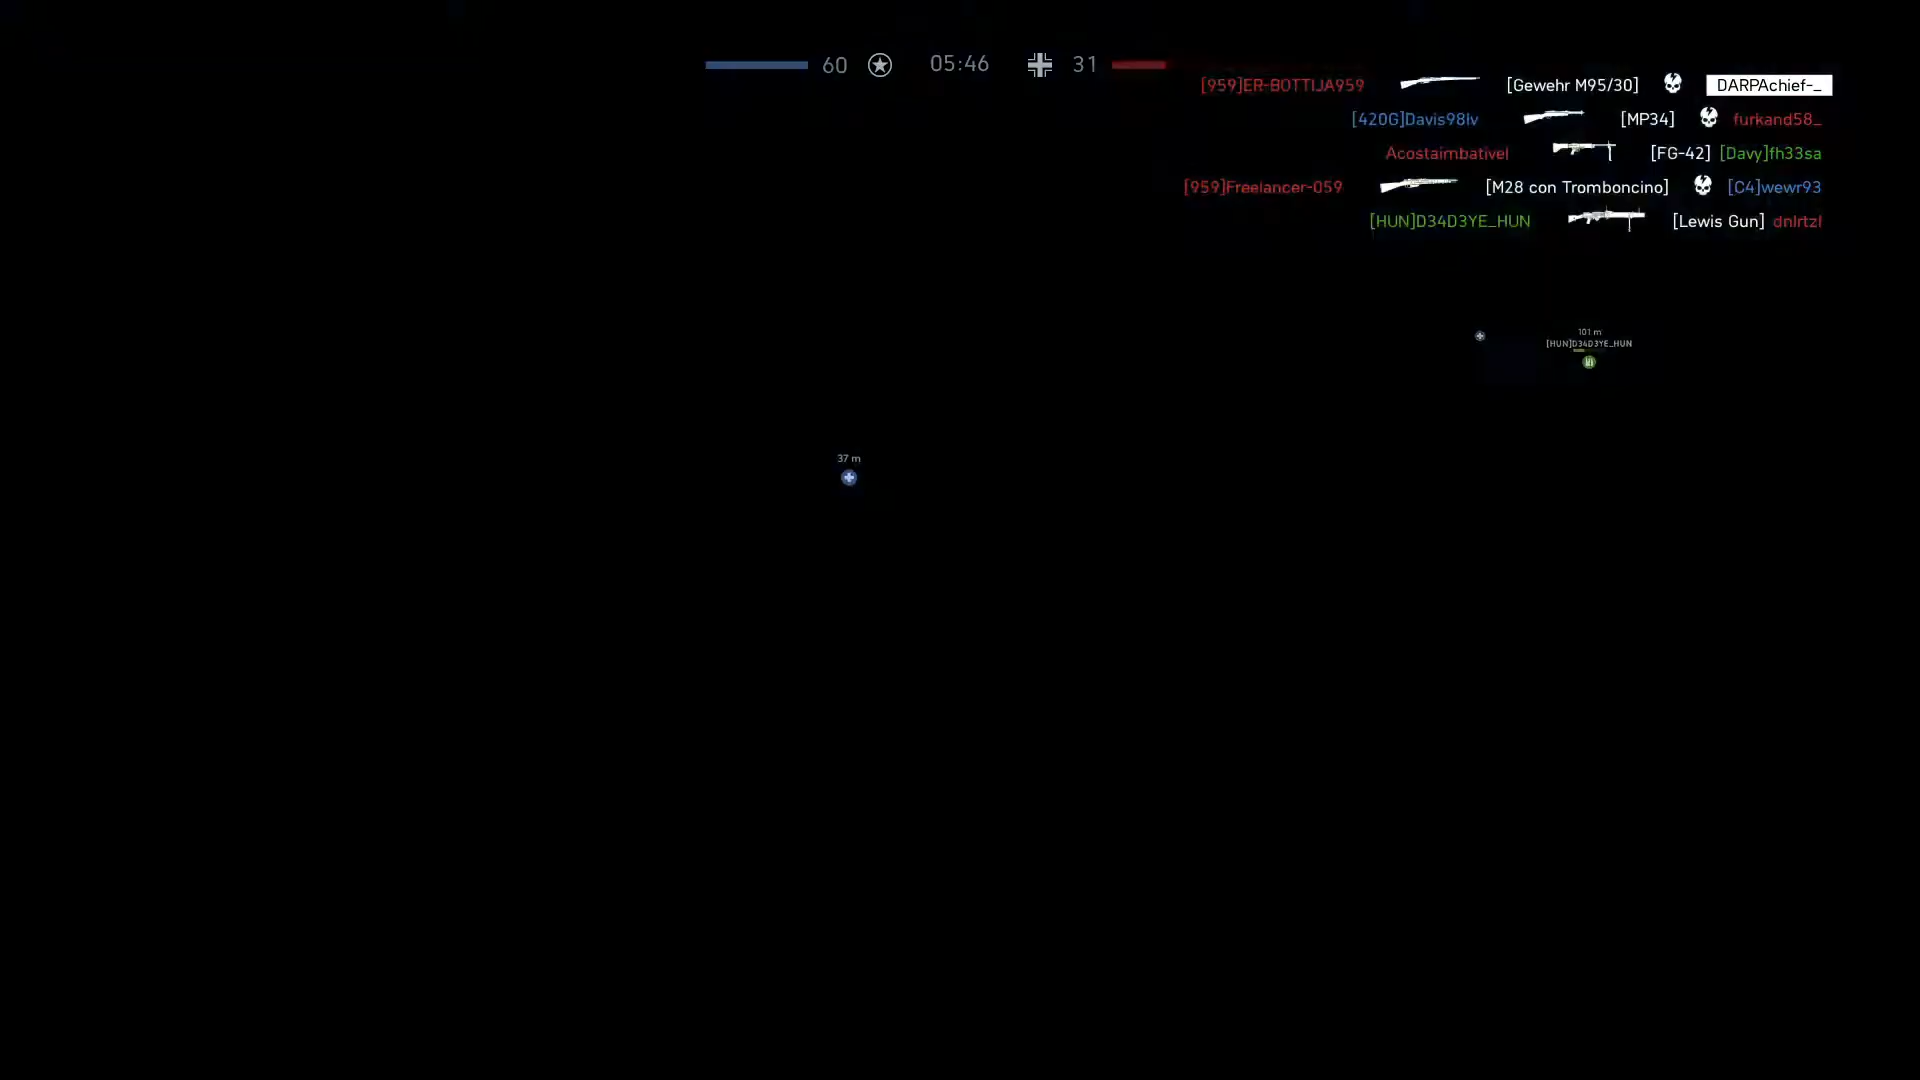 60 05:46 31
[959]ER-BOTTIJA959 [Gewehr M95/30] DARPAchief-_
[420G]Davis98lv [MP34] furkand58_
Acostaimbativel [FG-42] [Davy]fh33sa
[959]Freelancer-059 [M28 con Tromboncino] [C4]wewr93
[HUN]D34D3YE_HUN [Lewis Gun] dnlrtzl
101 m
[HUN]D34D3YE_HUN
37 m